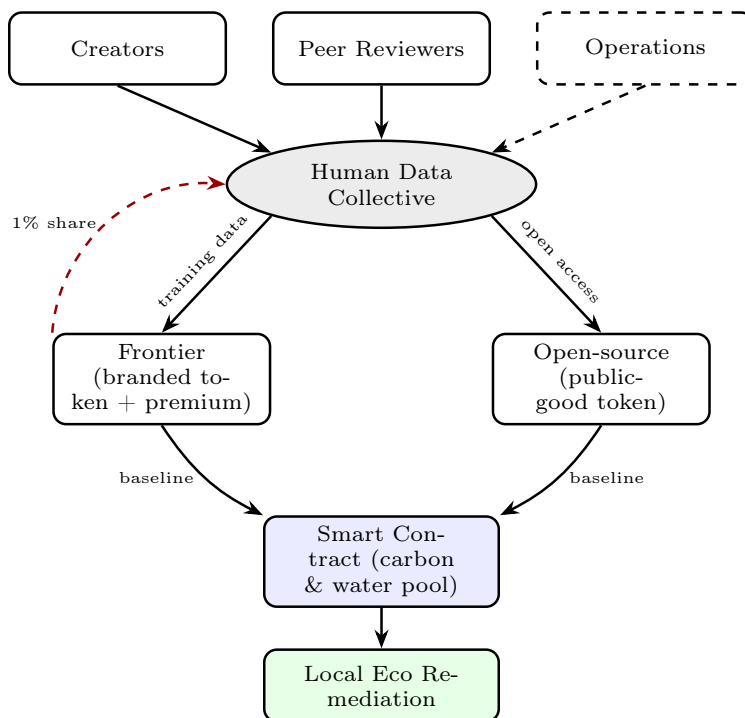 Creators
Peer Reviewers
Operations
Human Data
Collective
1% share
training data
open access
Frontier
(branded to-
ken + premium)
Open-source
(public-
good token)
baseline
baseline
Smart Con-
tract (carbon
& water pool)
Local Eco Re-
mediation